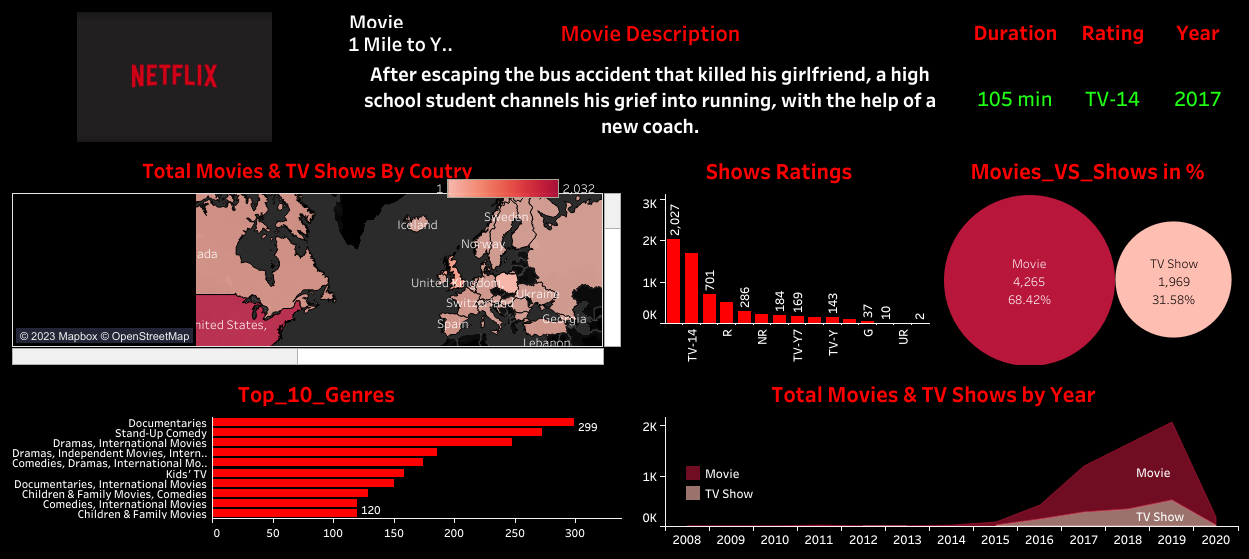 NETFLIX
Movie
1 Mile to Y..
Movie Description
After escaping the bus accident that killed his girlfriend, a high
school student channels his grief into running, with the help of a
new coach.
Duration Rating Year
105 min TV-14 2017
Total Movies & TV Shows By Coutry
1 2,032
Iceland
Sweden
Norway
ada
United Kingdom,
Ukraine
Switzerland
Spain
Georgia
nited States,
Lebanon
© 2023 Mapbox © OpenStreetMap
Shows Ratings
3K
2K
1K
0K
2,027
701
286
184
169
143
37
10
2
TV-14
R
NR
TV-Y7
TV-Y
G
UR
Movies_VS_Shows in %
Movie
4,265
68.42%
TV Show
1,969
31.58%
Top_10_Genres
Documentaries
Stand-Up Comedy
Dramas, International Movies
Dramas, Independent Movies, Intern..
Comedies, Dramas, International Mo..
Kids' TV
Documentaries, International Movies
Children & Family Movies, Comedies
Comedies, International Movies
Children & Family Movies
299
120
0 50 100 150 200 250 300
Total Movies & TV Shows by Year
2K
1K
0K
Movie
TV Show
Movie
TV Show
2008 2009 2010 2011 2012 2013 2014 2015 2016 2017 2018 2019 2020